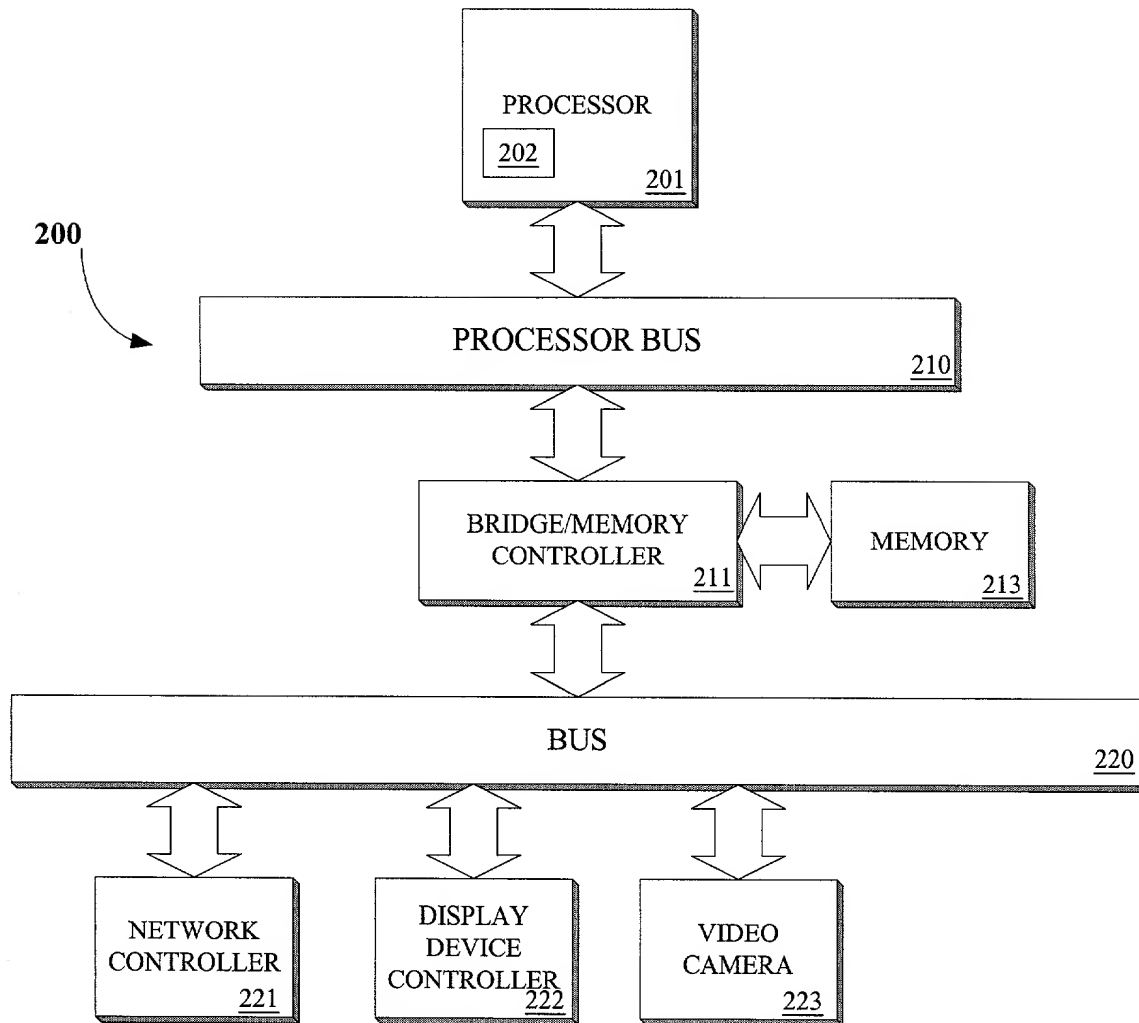 PROCESSOR
202
201
200
PROCESSOR BUS
210
BRIDGE/MEMORY
CONTROLLER
211
MEMORY
213
BUS
220
NETWORK
CONTROLLER
221
DISPLAY
DEVICE
CONTROLLER
222
VIDEO
CAMERA
223